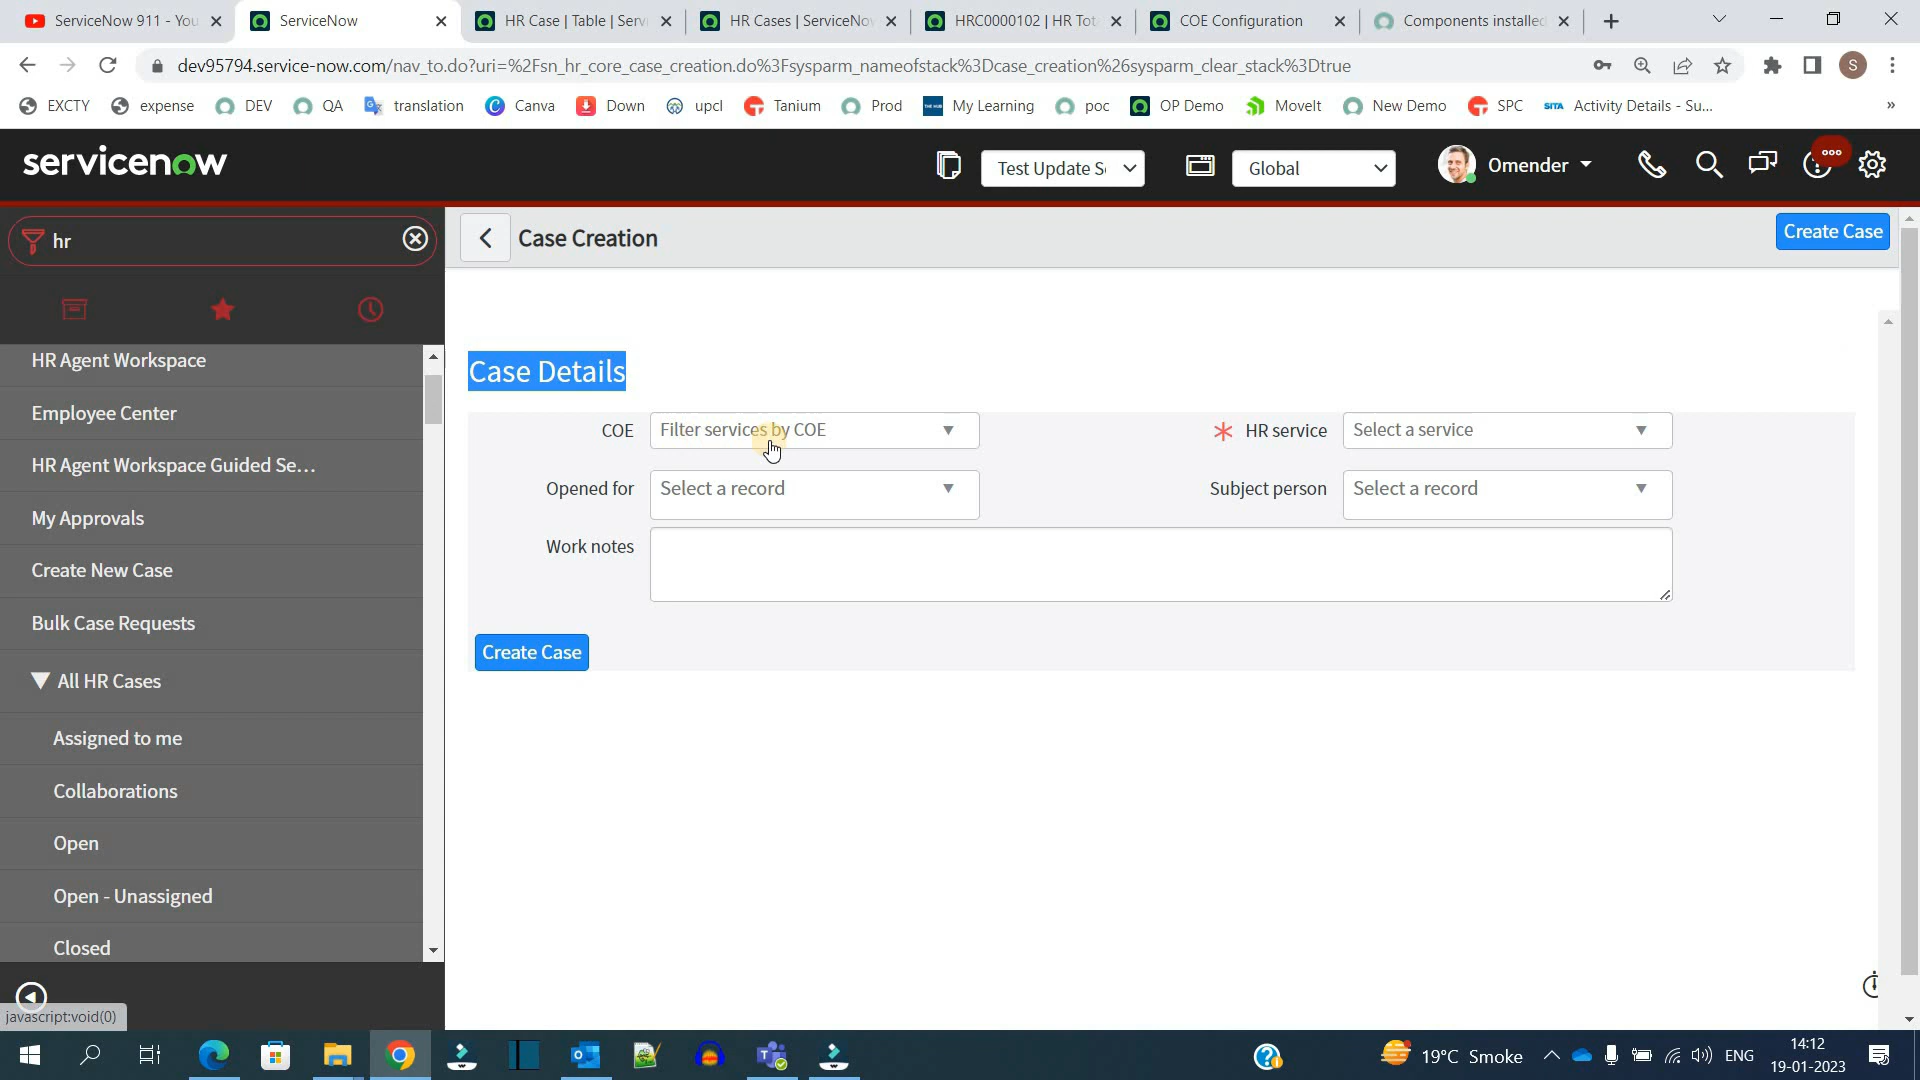 ServiceNow 911 - You
ServiceNow
HR Case | Table | Serv
HR Cases | ServiceNow
HRC0000102 | HR Tot
COE Configuration
Components installed
dev95794.service-now.com/nav_to.do?uri=%2Fsn_hr_core_case_creation.do%3Fsysparm_nameofstack%3Dcase_creation%26sysparm_clear_stack%3Dtrue
S
EXCTY
expense
DEV
QA
translation
Canva
Down
upcl
Tanium
Prod
My Learning
poc
OP Demo
MoveIt
New Demo
SPC
SITA Activity Details - Su...
»
servicenow
Test Update S
Global
Omender
hr
Case Creation
Create Case
HR Agent Workspace
Employee Center
HR Agent Workspace Guided Se...
My Approvals
Create New Case
Bulk Case Requests
All HR Cases
Assigned to me
Collaborations
Open
Open - Unassigned
Closed
Case Details
COE Filter services by COE
HR service Select a service
Opened for Select a record
Subject person Select a record
Work notes
Create Case
javascript:void(0)
19°C Smoke
ENG
14:12
19-01-2023